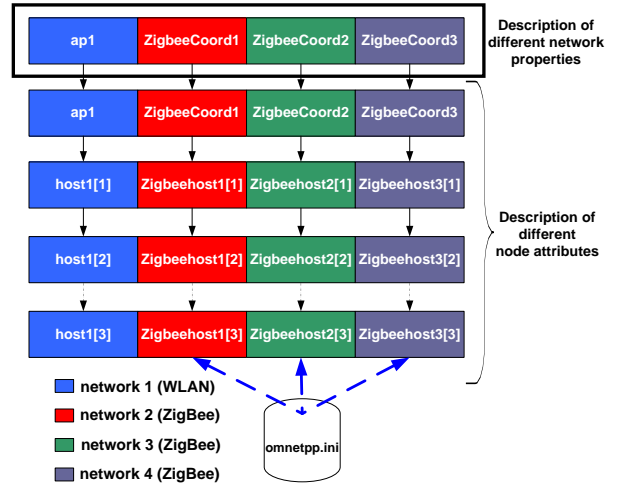 ap1 ZigbeeCoord1 ZigbeeCoord2 ZigbeeCoord3
Description of
different network
properties
ap1 ZigbeeCoord1 ZigbeeCoord2 ZigbeeCoord3
host1[1] Zigbeehost1[1] Zigbeehost2[1] Zigbeehost3[1]
host1[2] Zigbeehost1[2] Zigbeehost2[2] Zigbeehost3[2]
host1[3] Zigbeehost1[3] Zigbeehost2[3] Zigbeehost3[3]
Description of
different
node attributes
network 1 (WLAN)
network 2 (ZigBee)
network 3 (ZigBee)
network 4 (ZigBee)
omnetpp.ini